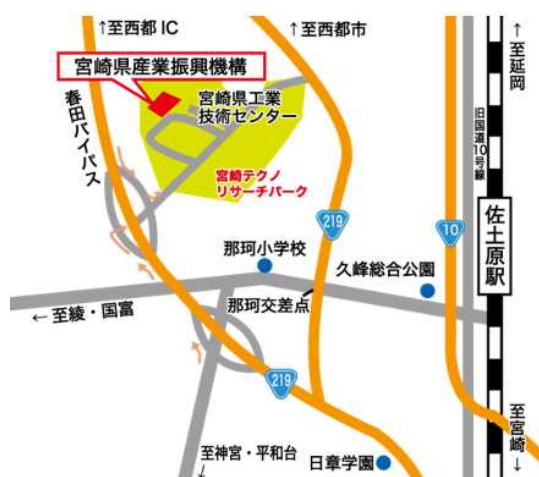 ↑至西都IC
↑至西都市
↑至延岡
宮崎県産業振興機構
宮崎県工業
技術センター
春田バイパス
旧国道10号線
宮崎テクノ
リサーチパーク
219
10
佐土原駅
那珂小学校
久峰総合公園
那珂交差点
← 至綾・国富
219
至宮崎→
至神宮・平和台
↓
日章学園